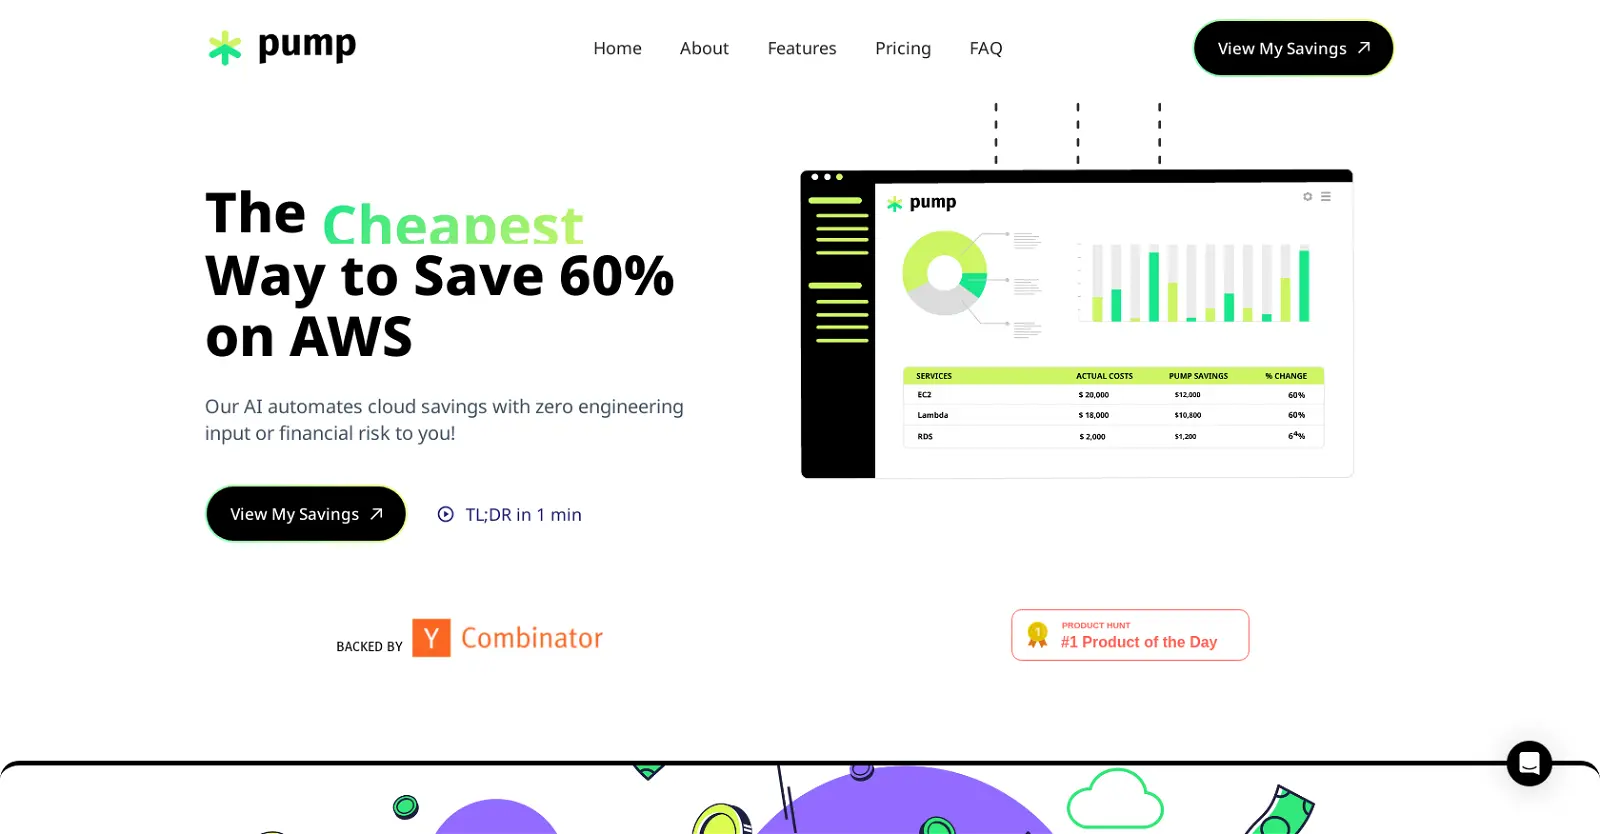 pump
Home
About
Features
Pricing
FAQ
View My Savings
The Cheapest
Way to Save 60%
on AWS
Our AI automates cloud savings with zero engineering
input or financial risk to you!
View My Savings
TL;DR in 1 min
pump
SERVICES ACTUAL COSTS PUMP SAVINGS % CHANGE
EC2 $ 20,000 $12,000 60%
Lambda $ 18,000 $10,800 60%
RDS $ 2,000 $1,200 6%
BACKED BY Y Combinator
1
PRODUCT HUNT
#1 Product of the Day